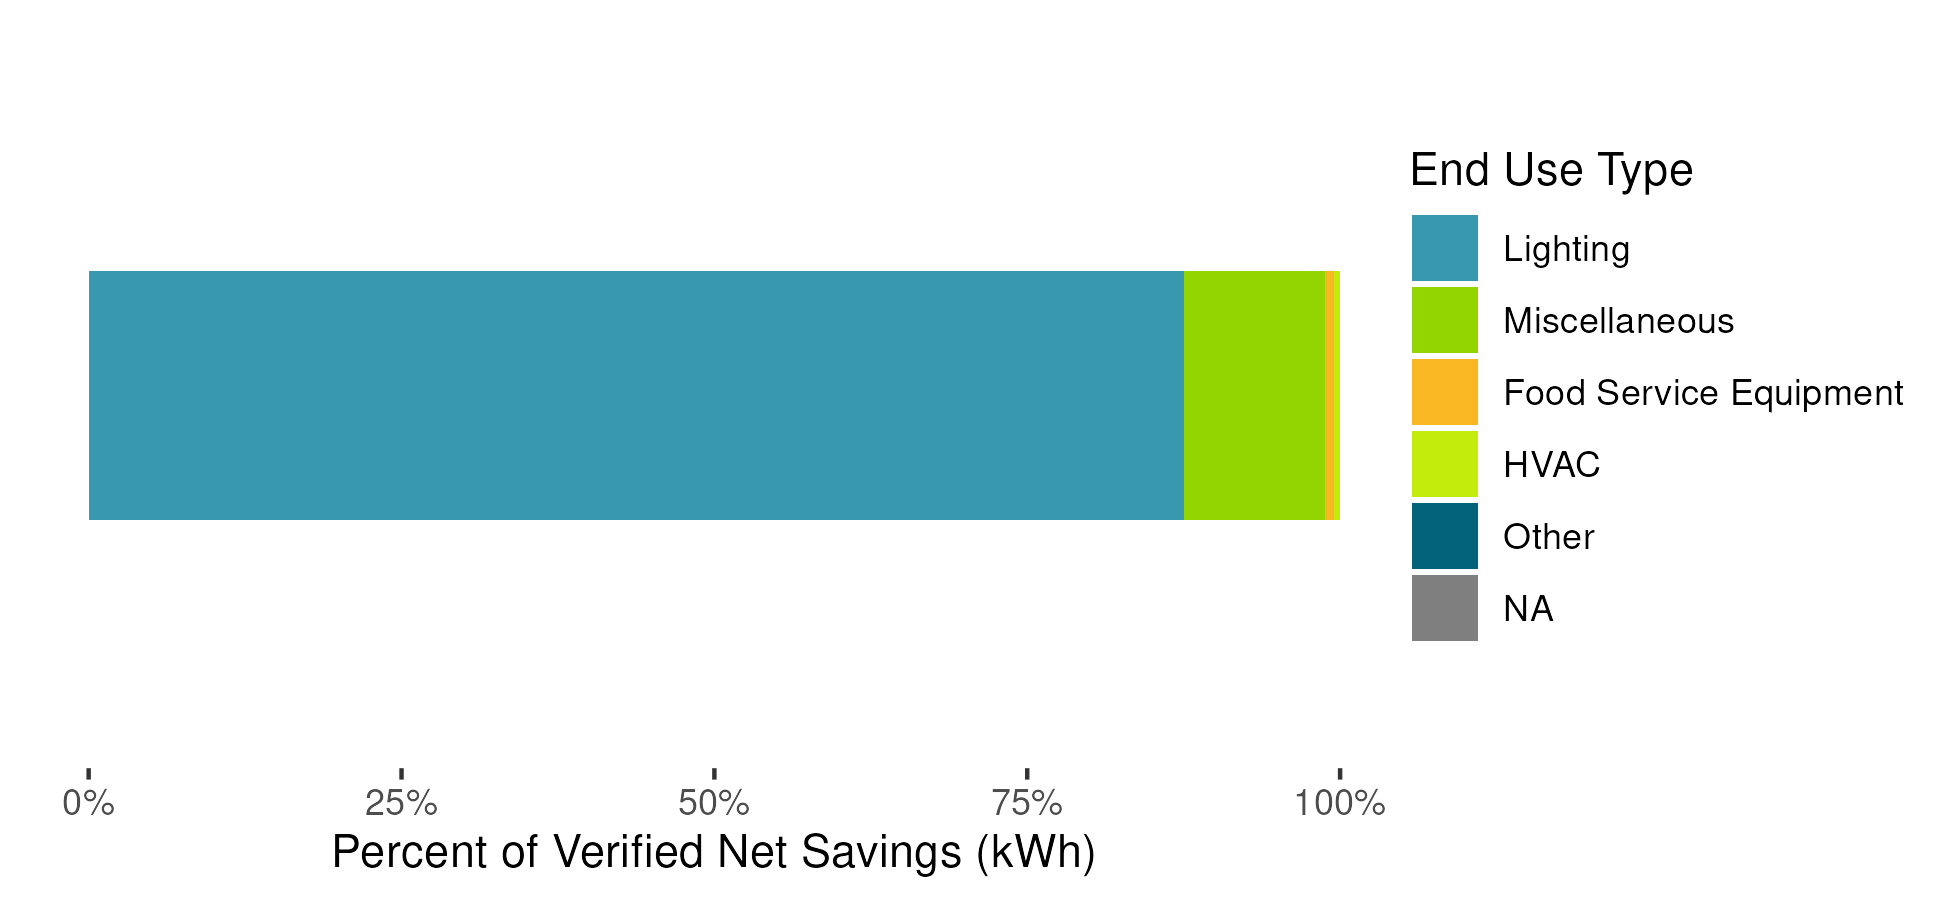 End Use Type
Lighting
Miscellaneous
Food Service Equipment
HVAC
Other
NA
0% 25% 50% 75% 100%
Percent of Verified Net Savings (kWh)